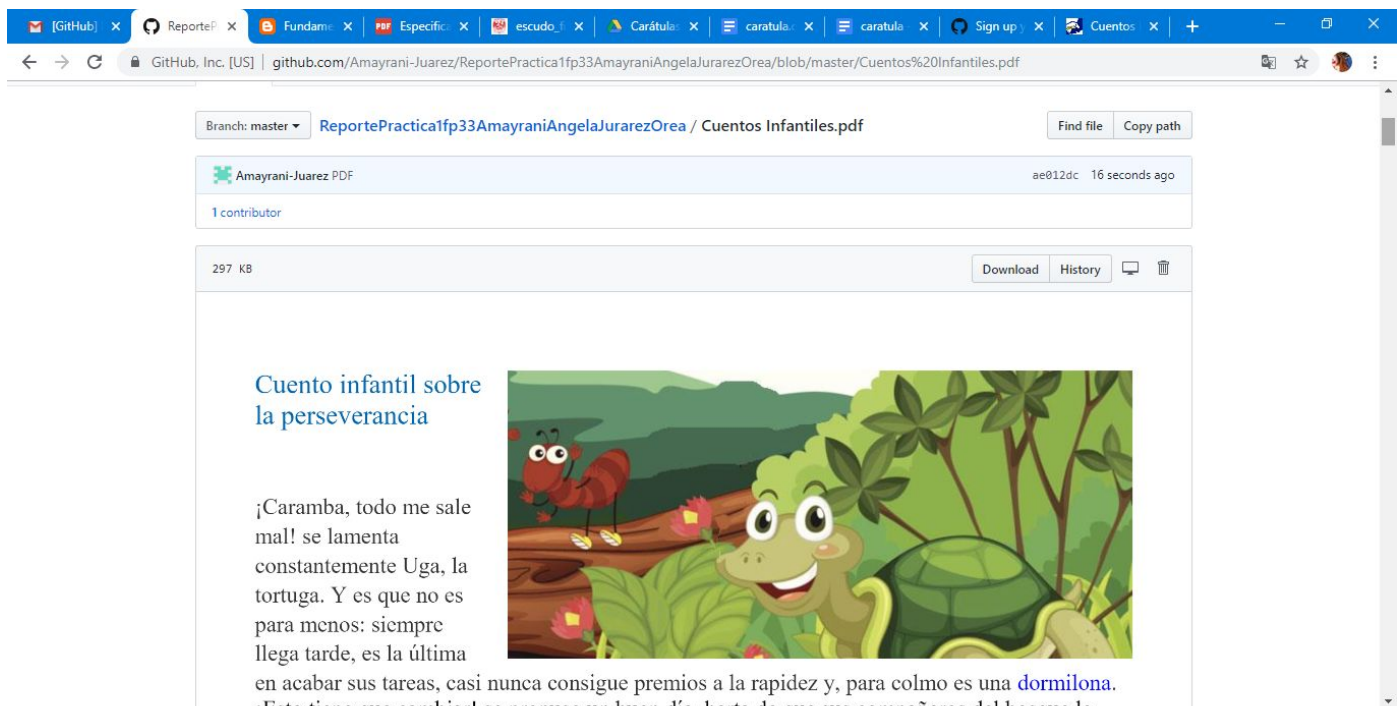 [GitHub]
ReporteP
Fundame
PDF Especific
escudo_f
Carátulas
caratula.c
caratula
Sign up y
Cuentos
GitHub, Inc. [US] | github.com/Amayrani-Juarez/ReportePractica1fp33AmayraniAngelaJurarezOrea/blob/master/Cuentos%20Infantiles.pdf
Branch: master ReportePractica1fp33AmayraniAngelaJurarezOrea / Cuentos Infantiles.pdf Find file Copy path
Amayrani-Juarez PDF ae012dc 16 seconds ago
1 contributor
297 KB Download History
Cuento infantil sobre
la perseverancia
¡Caramba, todo me sale
mal! se lamenta
constantemente Uga, la
tortuga. Y es que no es
para menos: siempre
llega tarde, es la última
en acabar sus tareas, casi nunca consigue premios a la rapidez y, para colmo es una dormilona.